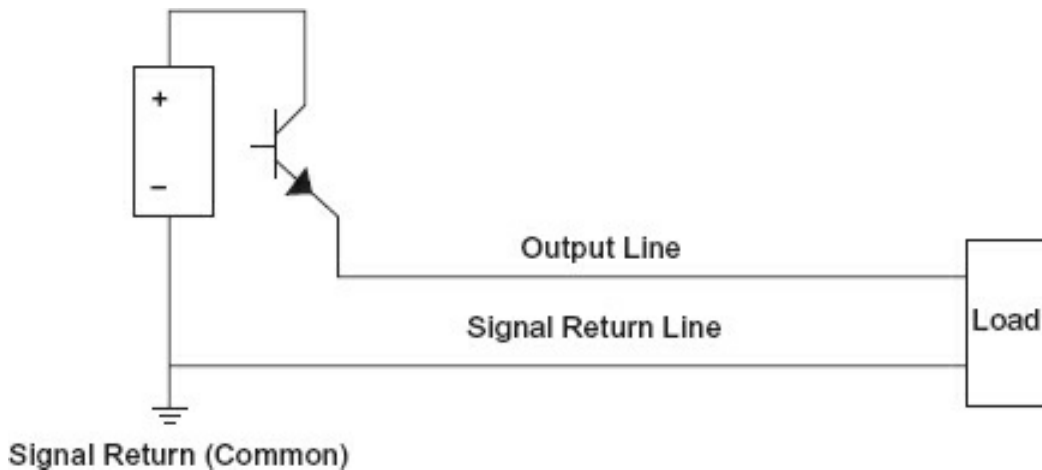 +
−
Output Line
Signal Return Line
Load
Signal Return (Common)